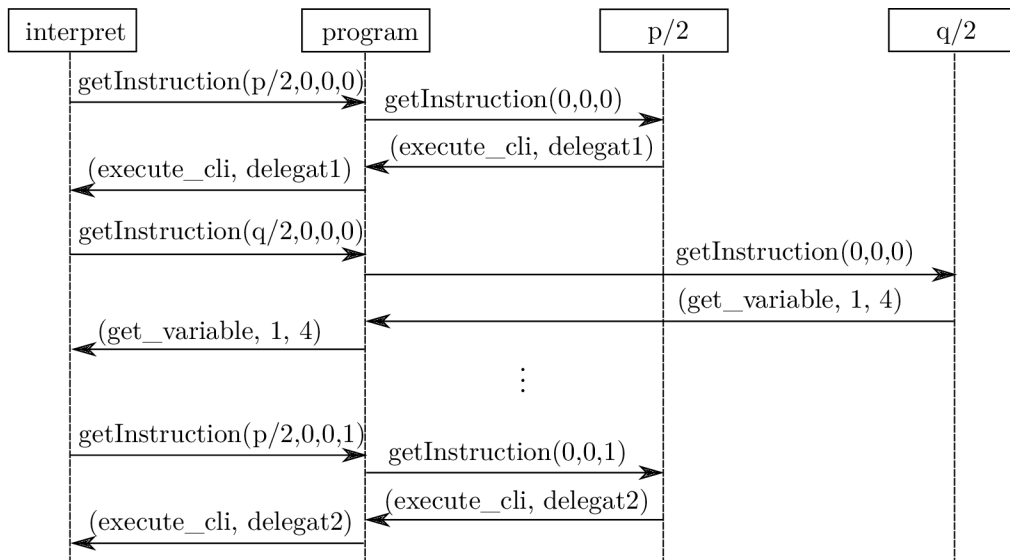 interpret
program
p/2
q/2
getInstruction(p/2,0,0,0)
getInstruction(0,0,0)
(execute_cli, delegat1)
(execute_cli, delegat1)
getInstruction(q/2,0,0,0)
getInstruction(0,0,0)
(get_variable, 1, 4)
(get_variable, 1, 4)
⋮
getInstruction(p/2,0,0,1)
getInstruction(0,0,1)
(execute_cli, delegat2)
(execute_cli, delegat2)